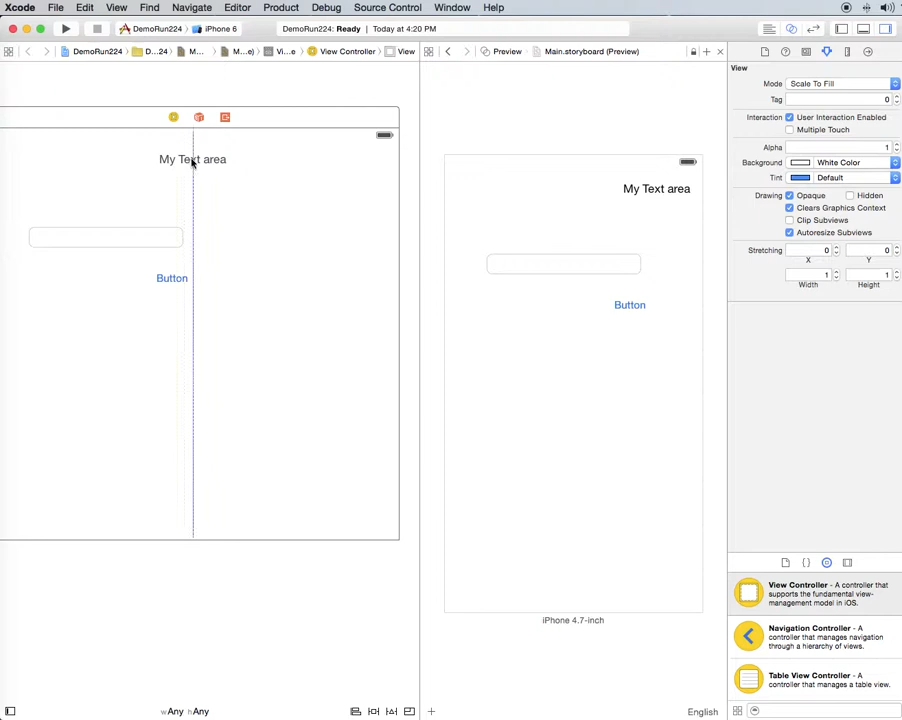 Xcode File Edit View Find Navigate Editor Product Debug Source Control Window Help
DemoRun224 iPhone 6 DemoRun224: Ready Today at 4:20 PM
DemoRun224 D...24 M... M...e) Vi...e View Controller View
Preview Main.storyboard (Preview)
View
Mode Scale To Fill
Tag 0
Interaction User Interaction Enabled
Multiple Touch
Alpha 1
Background White Color
Tint Default
Drawing Opaque Hidden
Clears Graphics Context
Clip Subviews
Autoresize Subviews
Stretching 0 0
X Y
1 1
Width Height
My Text area
Button
My Text area
Button
iPhone 4.7-inch
View Controller - A controller that
supports the fundamental view-
management model in iOS.
Navigation Controller - A
controller that manages navigation
through a hierarchy of views.
Table View Controller - A
controller that manages a table view.
wAny hAny
English